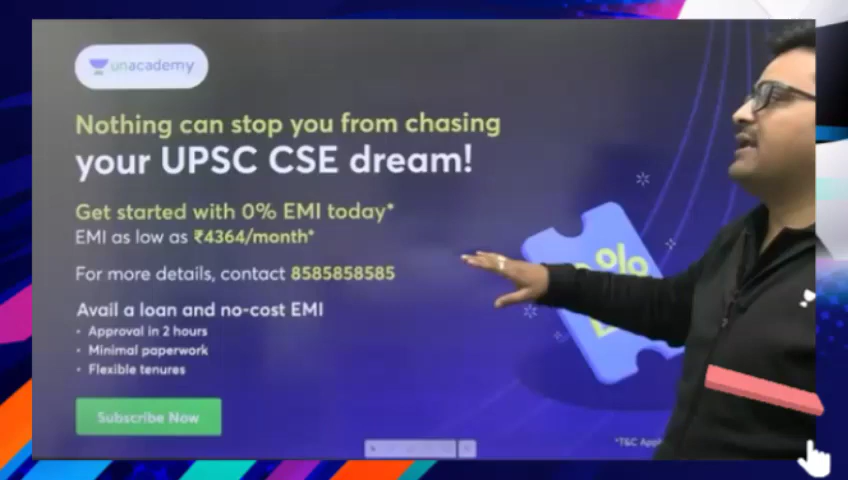 unacademy
Nothing can stop you from chasing
your UPSC CSE dream!
Get started with 0% EMI today*
EMI as low as ₹4364/month*
For more details, contact 8585858585
%
Avail a loan and no-cost EMI
• Approval in 2 hours
• Minimal paperwork
• Flexible tenures
Subscribe Now
*T&C